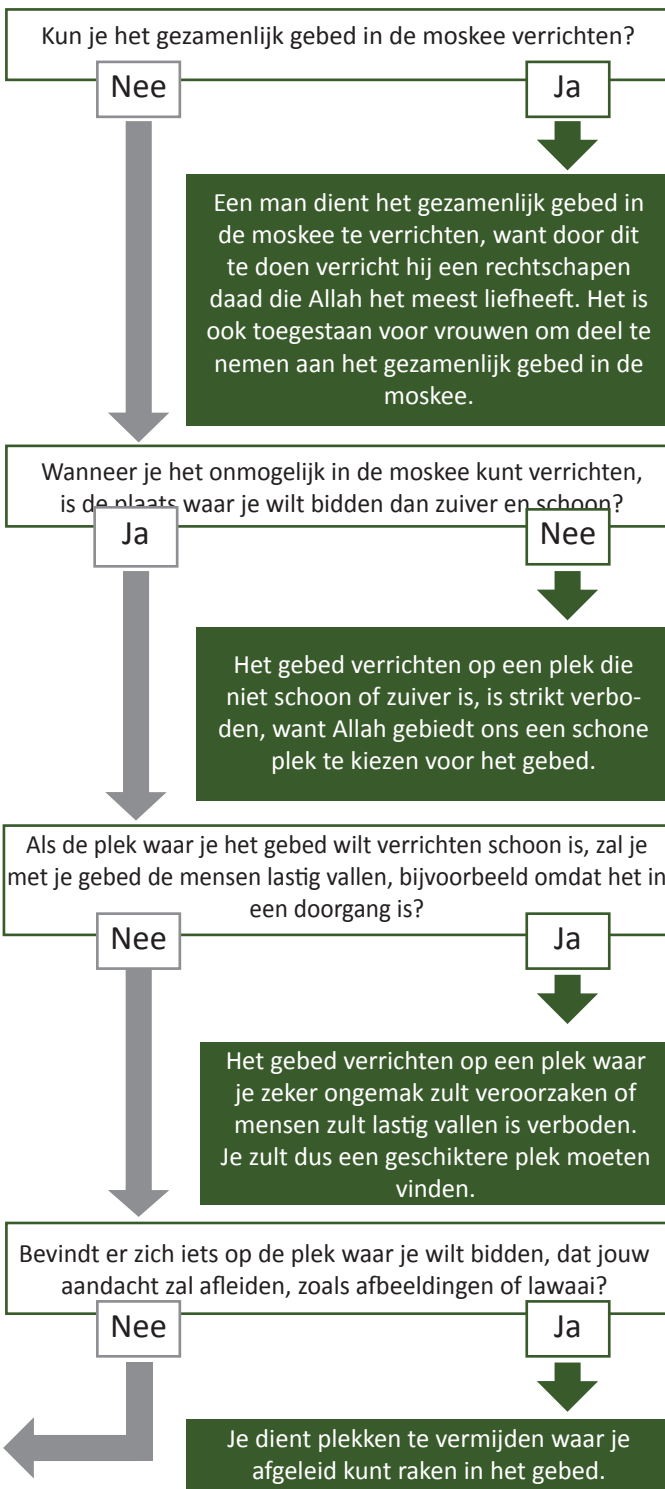 Kun je het gezamenlijk gebed in de moskee verrichten?
Nee
Ja
Een man dient het gezamenlijk gebed in
de moskee te verrichten, want door dit
te doen verricht hij een rechtschapen
daad die Allah het meest liefheeft. Het is
ook toegestaan voor vrouwen om deel te
nemen aan het gezamenlijk gebed in de
moskee.
Wanneer je het onmogelijk in de moskee kunt verrichten,
is de plaats waar je wilt bidden dan zuiver en schoon?
Ja
Nee
Het gebed verrichten op een plek die
niet schoon of zuiver is, is strikt verbo-
den, want Allah gebiedt ons een schone
plek te kiezen voor het gebed.
Als de plek waar je het gebed wilt verrichten schoon is, zal je
met je gebed de mensen lastig vallen, bijvoorbeeld omdat het in
een doorgang is?
Nee
Ja
Het gebed verrichten op een plek waar
je zeker ongemak zult veroorzaken of
mensen zult lastig vallen is verboden.
Je zult dus een geschiktere plek moeten
vinden.
Bevindt er zich iets op de plek waar je wilt bidden, dat jouw
aandacht zal afleiden, zoals afbeeldingen of lawaai?
Nee
Ja
Je dient plekken te vermijden waar je
afgeleid kunt raken in het gebed.